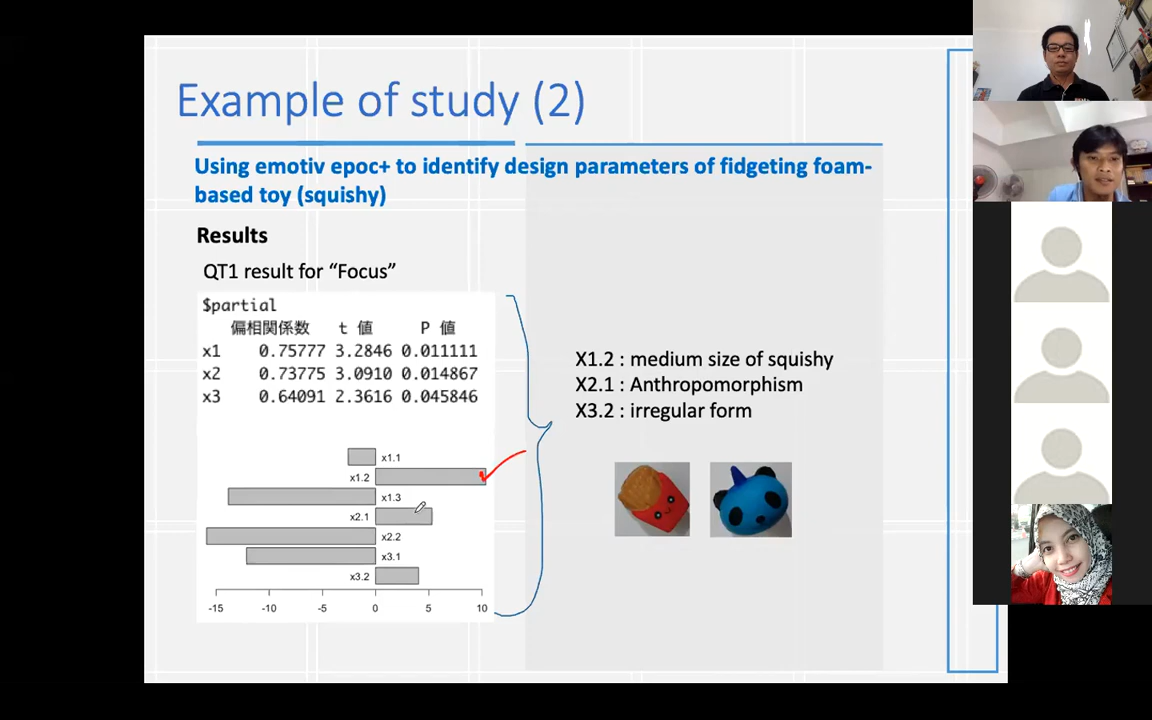 Example of study (2)
Using emotiv epoc+ to identify design parameters of fidgeting foam-
based toy (squishy)
Results
QT1 result for “Focus”
$partial
偏相関係数 t 値 P 値
x1 0.75777 3.2846 0.011111
x2 0.73775 3.0910 0.014867
x3 0.64091 2.3616 0.045846
X1.2 : medium size of squishy
X2.1 : Anthropomorphism
X3.2 : irregular form
x1.1
x1.2
x1.3
x2.1
x2.2
x3.1
x3.2
-15 -10 -5 0 5 10